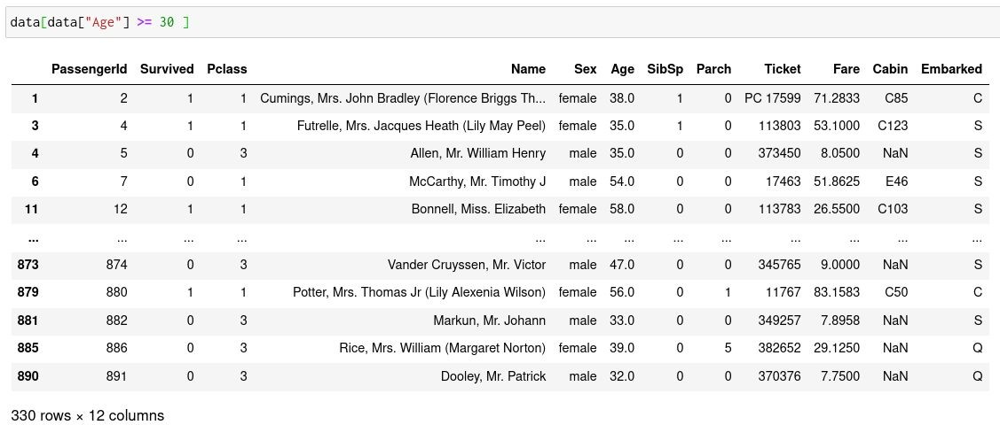 data[data["Age"] >= 30 ]
PassengerId Survived Pclass Name Sex Age SibSp Parch Ticket Fare Cabin Embarked
1 2 1 1 Cumings, Mrs. John Bradley (Florence Briggs Th... female 38.0 1 0 PC 17599 71.2833 C85 C
3 4 1 1 Futrelle, Mrs. Jacques Heath (Lily May Peel) female 35.0 1 0 113803 53.1000 C123 S
4 5 0 3 Allen, Mr. William Henry male 35.0 0 0 373450 8.0500 NaN S
6 7 0 1 McCarthy, Mr. Timothy J male 54.0 0 0 17463 51.8625 E46 S
11 12 1 1 Bonnell, Miss. Elizabeth female 58.0 0 0 113783 26.5500 C103 S
... ... ... ... ... ... ... ... ... ... ... ... ...
873 874 0 3 Vander Cruyssen, Mr. Victor male 47.0 0 0 345765 9.0000 NaN S
879 880 1 1 Potter, Mrs. Thomas Jr (Lily Alexenia Wilson) female 56.0 0 1 11767 83.1583 C50 C
881 882 0 3 Markun, Mr. Johann male 33.0 0 0 349257 7.8958 NaN S
885 886 0 3 Rice, Mrs. William (Margaret Norton) female 39.0 0 5 382652 29.1250 NaN Q
890 891 0 3 Dooley, Mr. Patrick male 32.0 0 0 370376 7.7500 NaN Q
330 rows × 12 columns